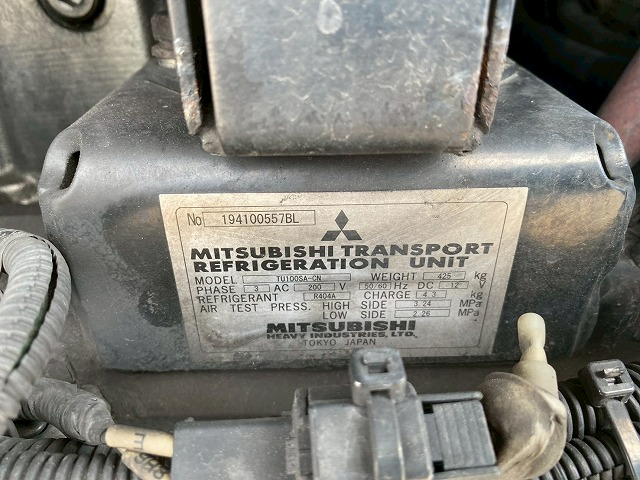 No 194100557BL
MITSUBISHI TRANSPORT
REFRIGERATION UNIT
MODEL TU100SA-CN WEIGHT 425 kg
PHASE 3 AC 200 V 50/60 Hz DC 12 V
REFRIGERANT R404A CHARGE 4.3 kg
AIR TEST PRESS. HIGH SIDE 3.24 MPa
LOW SIDE 2.26 MPa
MITSUBISHI
HEAVY INDUSTRIES, LTD.
TOKYO JAPAN